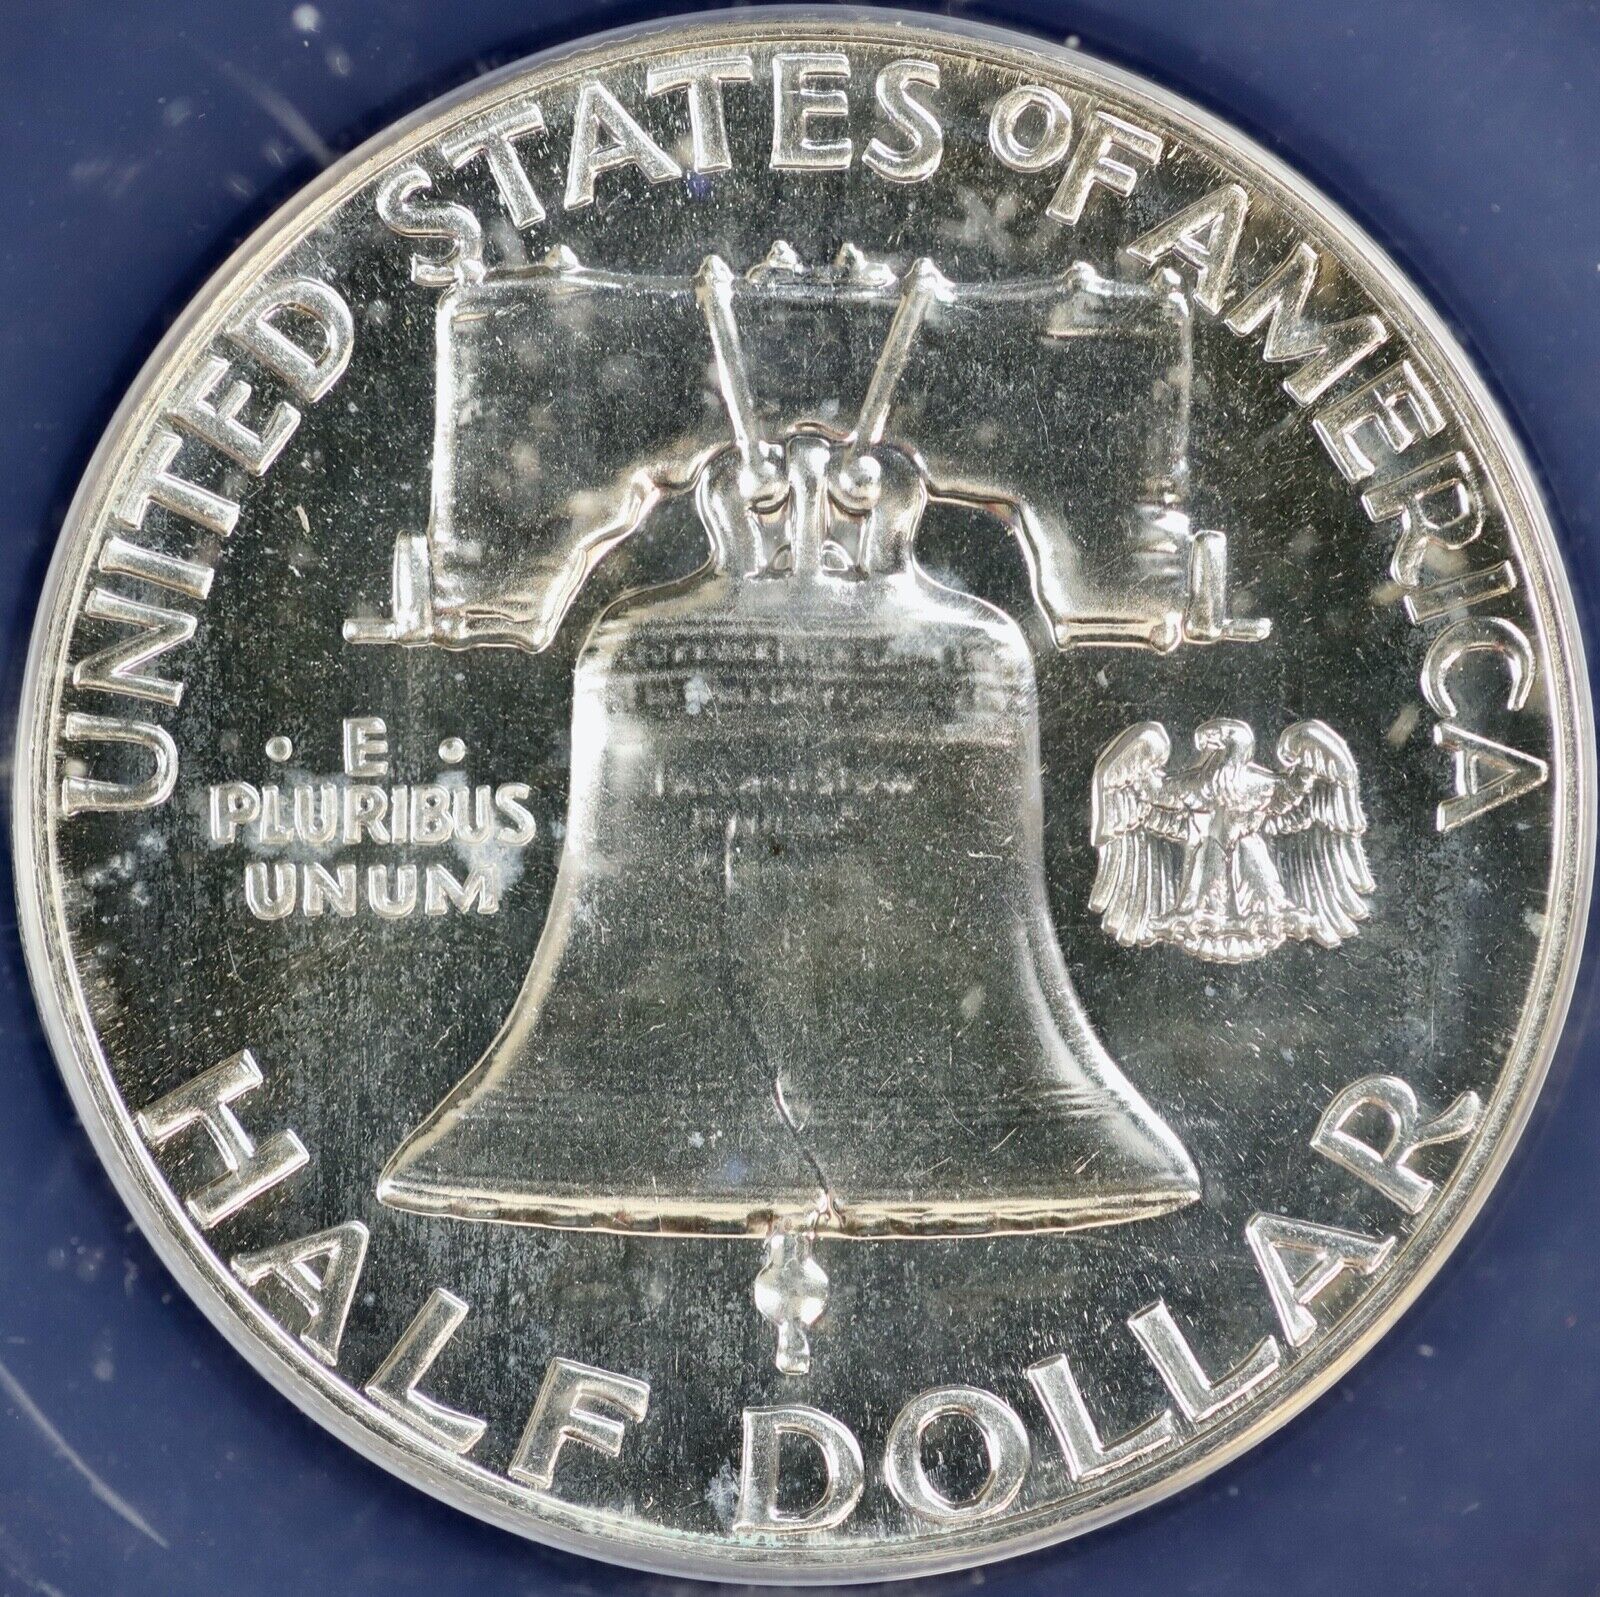 UNITED STATES OF AMERICA
· E ·
PLURIBUS
UNUM
HALF DOLLAR